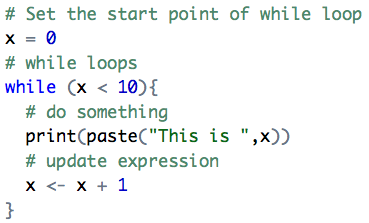 # Set the start point of while loop
x = 0
# while loops
while (x < 10){
  # do something
  print(paste("This is ",x))
  # update expression
  x <- x + 1
}